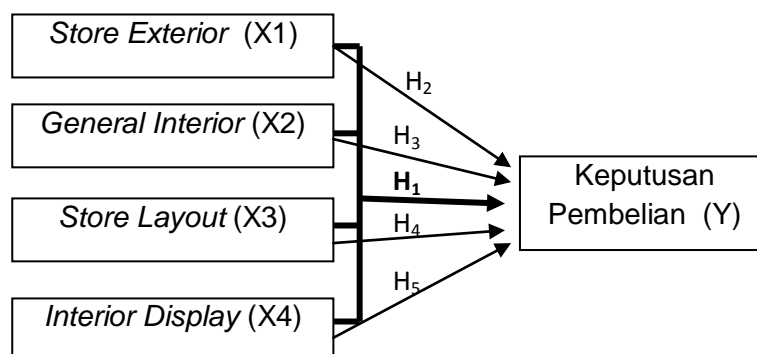 Store Exterior (X1)
H₂
General Interior (X2)
H₃
H₁
Keputusan
Pembelian (Y)
Store Layout (X3)
H₄
H₅
Interior Display (X4)